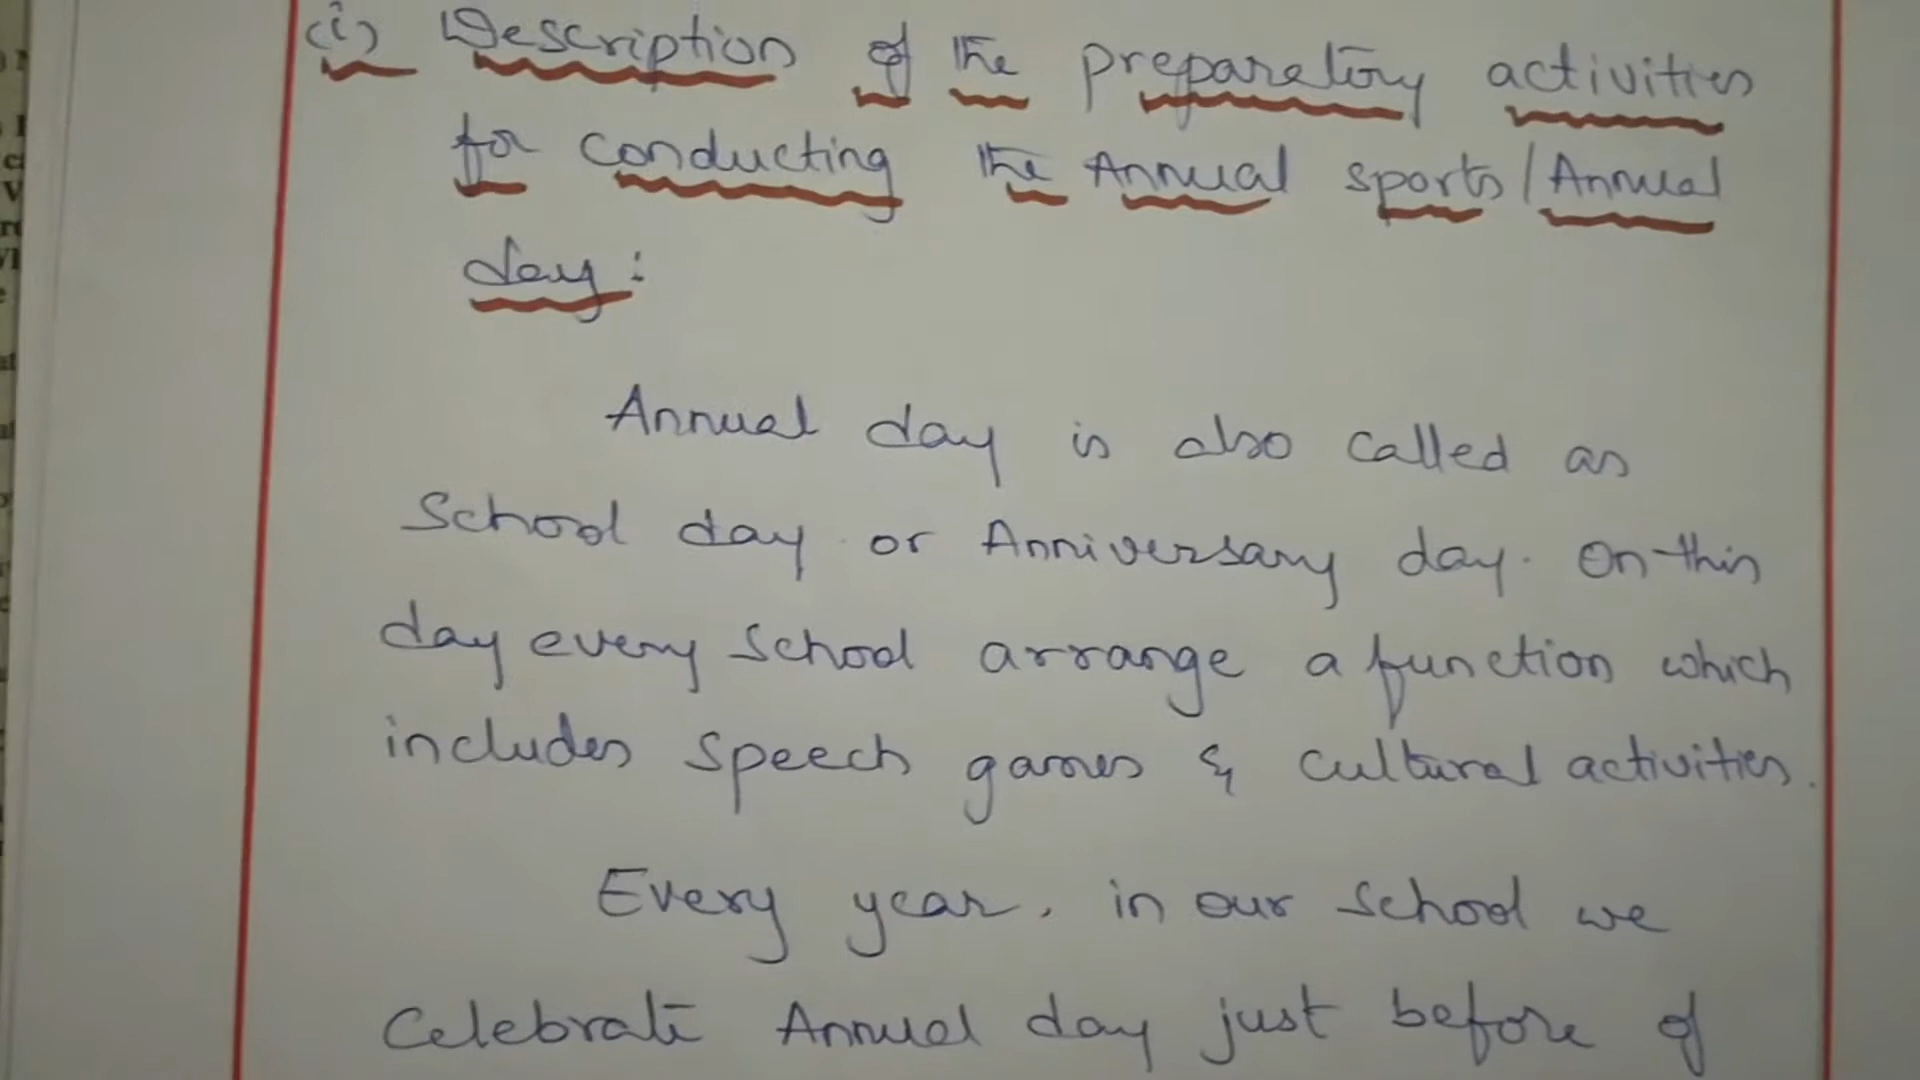 (i) Description of the preparatory activities
for conducting the Annual sports/Annual
day:
Annual day is also called as
School day or Anniversary day. On this
day every school arrange a function which
includes speech games & cultural activities.
Every year, in our school we
Celebrate Annual day just before of